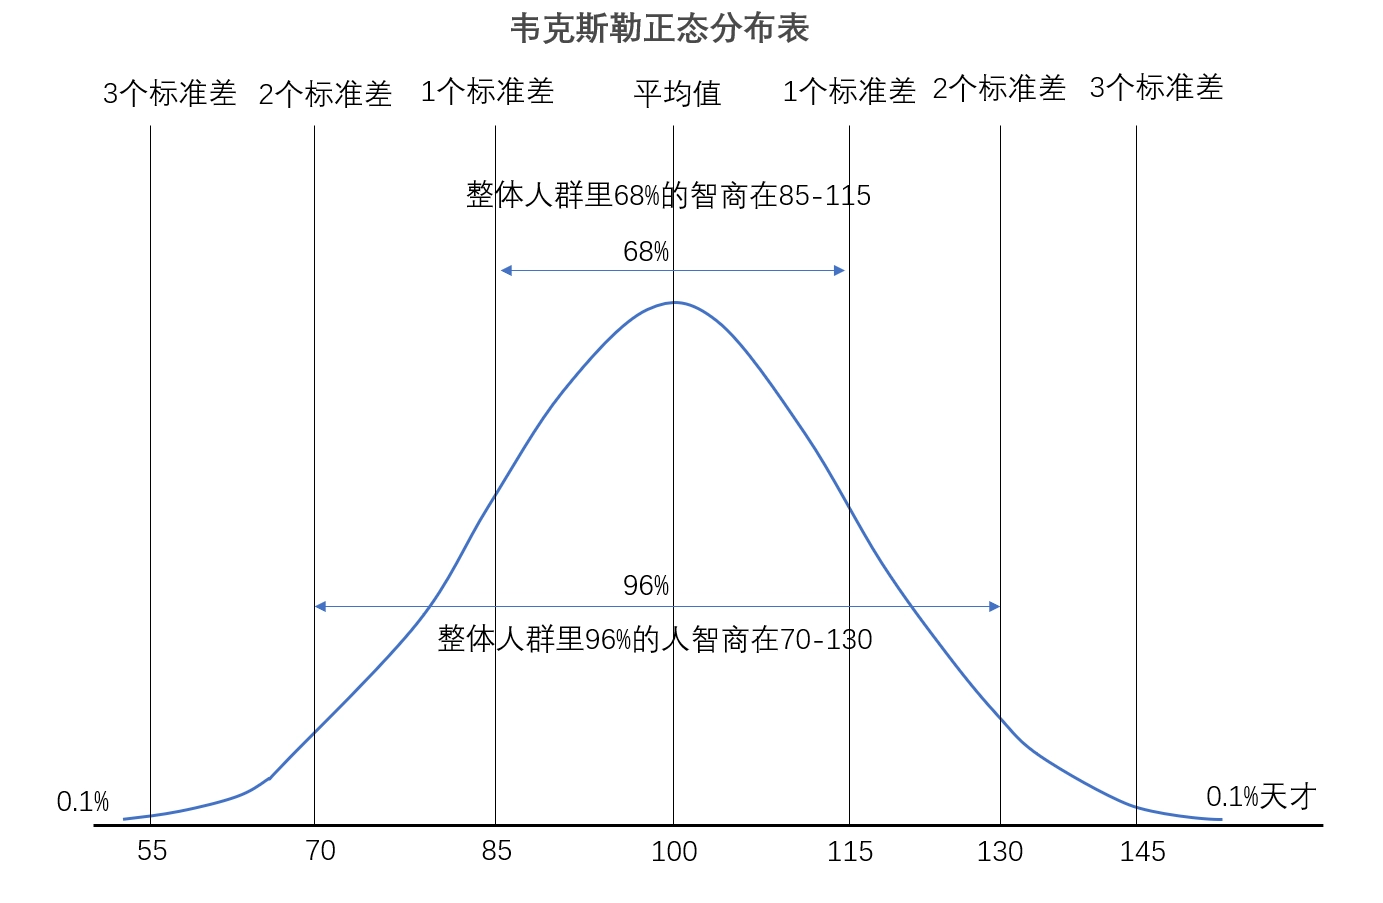 韦克斯勒正态分布表
3个标准差
2个标准差
1个标准差
平均值
1个标准差
2个标准差
3个标准差
整体人群里68%的智商在85-115
68%
96%
整体人群里96%的人智商在70-130
0.1%
0.1%天才
55
70
85
100
115
130
145